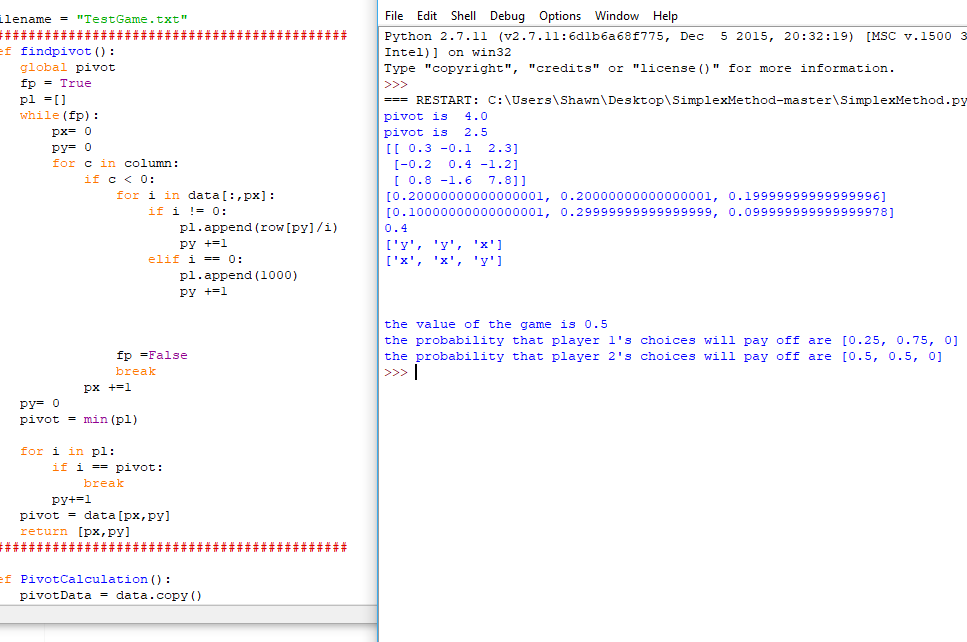 ilename = "TestGame.txt"
#############################################
ef findpivot():
global pivot
fp = True
pl =[]
while(fp):
px= 0
py= 0
for c in column:
if c < 0:
for i in data[:,px]:
if i != 0:
pl.append(row[py]/i)
py +=1
elif i == 0:
pl.append(1000)
py +=1
fp =False
break
px +=1
py= 0
pivot = min(pl)
for i in pl:
if i == pivot:
break
py+=1
pivot = data[px,py]
return [px,py]
#############################################
ef PivotCalculation():
pivotData = data.copy()
File Edit Shell Debug Options Window Help
Python 2.7.11 (v2.7.11:6d1b6a68f775, Dec  5 2015, 20:32:19) [MSC v.1500 3
Intel)] on win32
Type "copyright", "credits" or "license()" for more information.
>>>
=== RESTART: C:\Users\Shawn\Desktop\SimplexMethod-master\SimplexMethod.py
pivot is  4.0
pivot is  2.5
[[ 0.3 -0.1  2.3]
[-0.2  0.4 -1.2]
[ 0.8 -1.6  7.8]]
[0.20000000000000001, 0.20000000000000001, 0.19999999999999996]
[0.10000000000000001, 0.29999999999999999, 0.099999999999999978]
0.4
['y', 'y', 'x']
['x', 'x', 'y']
the value of the game is 0.5
the probability that player 1's choices will pay off are [0.25, 0.75, 0]
the probability that player 2's choices will pay off are [0.5, 0.5, 0]
>>>